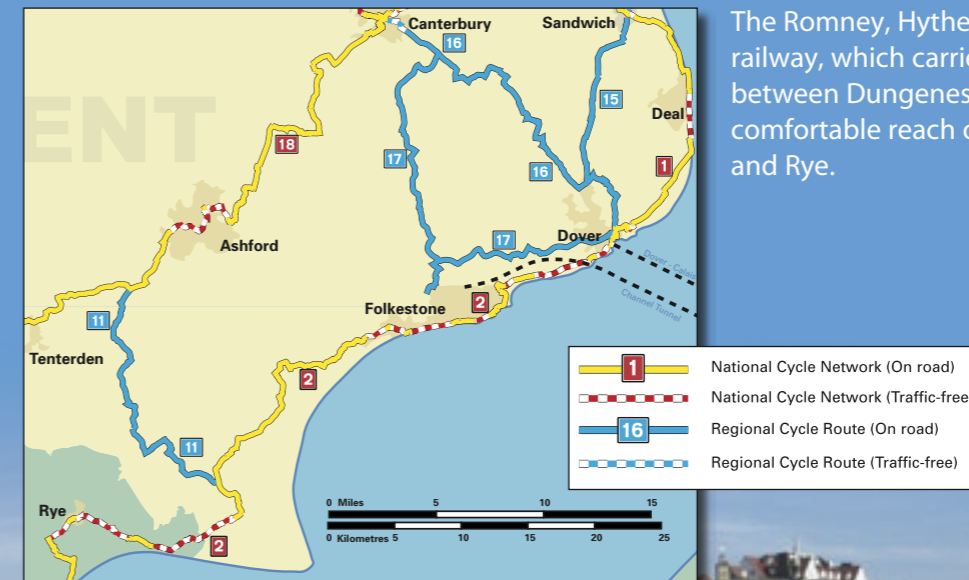 The Romney, Hythe
railway, which carrie
between Dungenes
comfortable reach o
and Rye.
Canterbury
Sandwich
16
ENT
15
Deal
18
17
16
1
Ashford
17
Dover
Dover - Calais
Channel Tunnel
Folkestone
2
11
Tenterden
2
11
Rye
2
1 National Cycle Network (On road)
National Cycle Network (Traffic-free
16 Regional Cycle Route (On road)
Regional Cycle Route (Traffic-free)
0 Miles 5 10 15
0 Kilometres 5 10 15 20 25